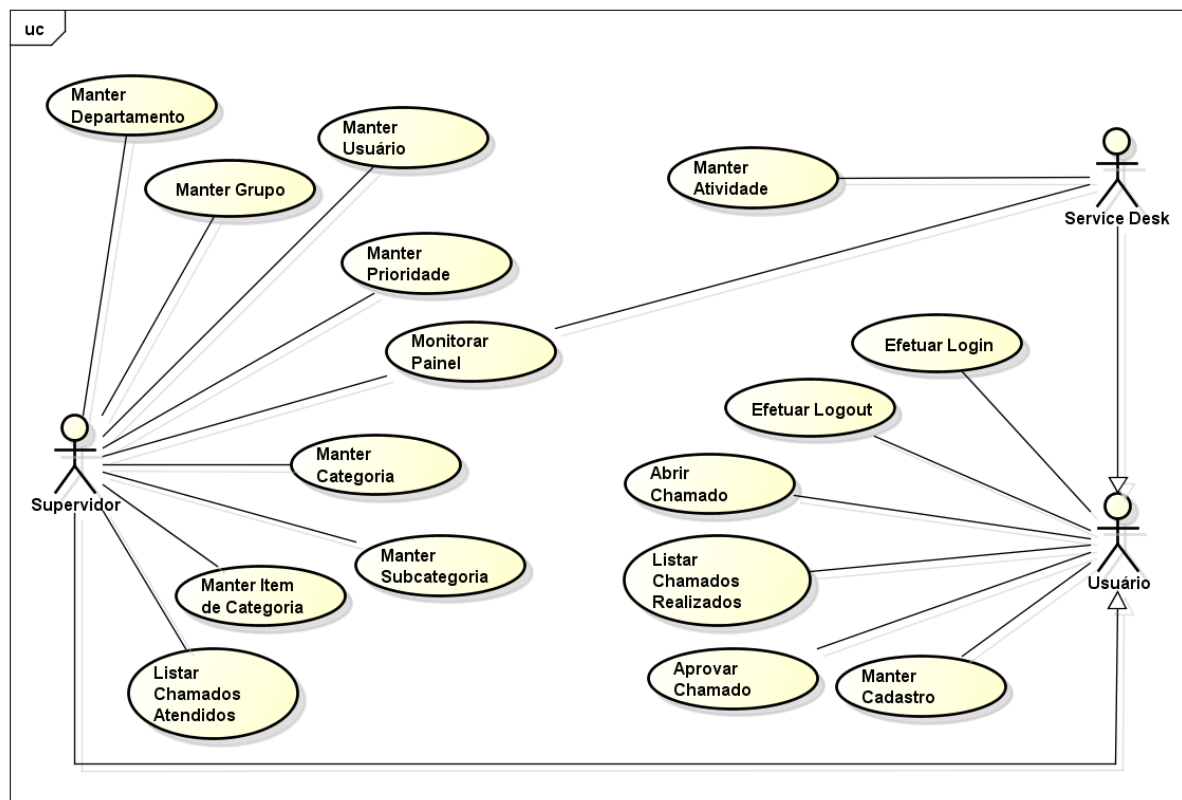 uc
Manter
Departamento
Manter
Usuário
Manter Grupo
Manter
Atividade
Service Desk
Manter
Prioridade
Monitorar
Painel
Efetuar Login
Efetuar Logout
Manter
Categoria
Supervidor
Abrir
Chamado
Manter
Subcategoria
Listar
Chamados
Realizados
Usuário
Manter Item
de Categoria
Listar
Chamados
Atendidos
Aprovar
Chamado
Manter
Cadastro